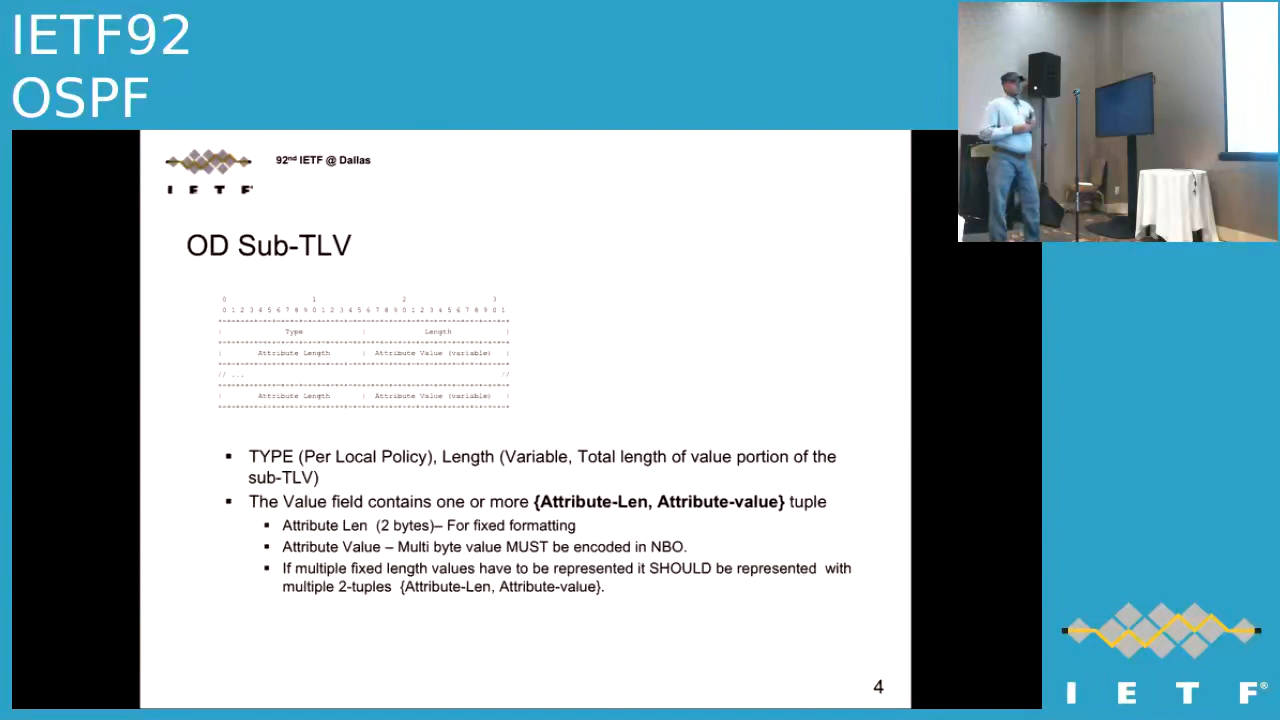 IETF92
OSPF
92nd IETF @ Dallas
I E T F
OD Sub-TLV
0 1 2 3
0 1 2 3 4 5 6 7 8 9 0 1 2 3 4 5 6 7 8 9 0 1 2 3 4 5 6 7 8 9 0 1
+-+-+-+-+-+-+-+-+-+-+-+-+-+-+-+-+-+-+-+-+-+-+-+-+-+-+-+-+-+-+-+-+
| Type | Length |
+-+-+-+-+-+-+-+-+-+-+-+-+-+-+-+-+-+-+-+-+-+-+-+-+-+-+-+-+-+-+-+-+
| Attribute Length | Attribute Value (variable) |
+-+-+-+-+-+-+-+-+-+-+-+-+-+-+-+-+-+-+-+-+-+-+-+-+-+-+-+-+-+-+-+-+
// ... //
+-+-+-+-+-+-+-+-+-+-+-+-+-+-+-+-+-+-+-+-+-+-+-+-+-+-+-+-+-+-+-+-+
| Attribute Length | Attribute Value (variable) |
+-+-+-+-+-+-+-+-+-+-+-+-+-+-+-+-+-+-+-+-+-+-+-+-+-+-+-+-+-+-+-+-+
▪ TYPE (Per Local Policy), Length (Variable, Total length of value portion of the
sub-TLV)
▪ The Value field contains one or more {Attribute-Len, Attribute-value} tuple
▪ Attribute Len (2 bytes)– For fixed formatting
▪ Attribute Value – Multi byte value MUST be encoded in NBO.
▪ If multiple fixed length values have to be represented it SHOULD be represented with
multiple 2-tuples {Attribute-Len, Attribute-value}.
4
I E T F®